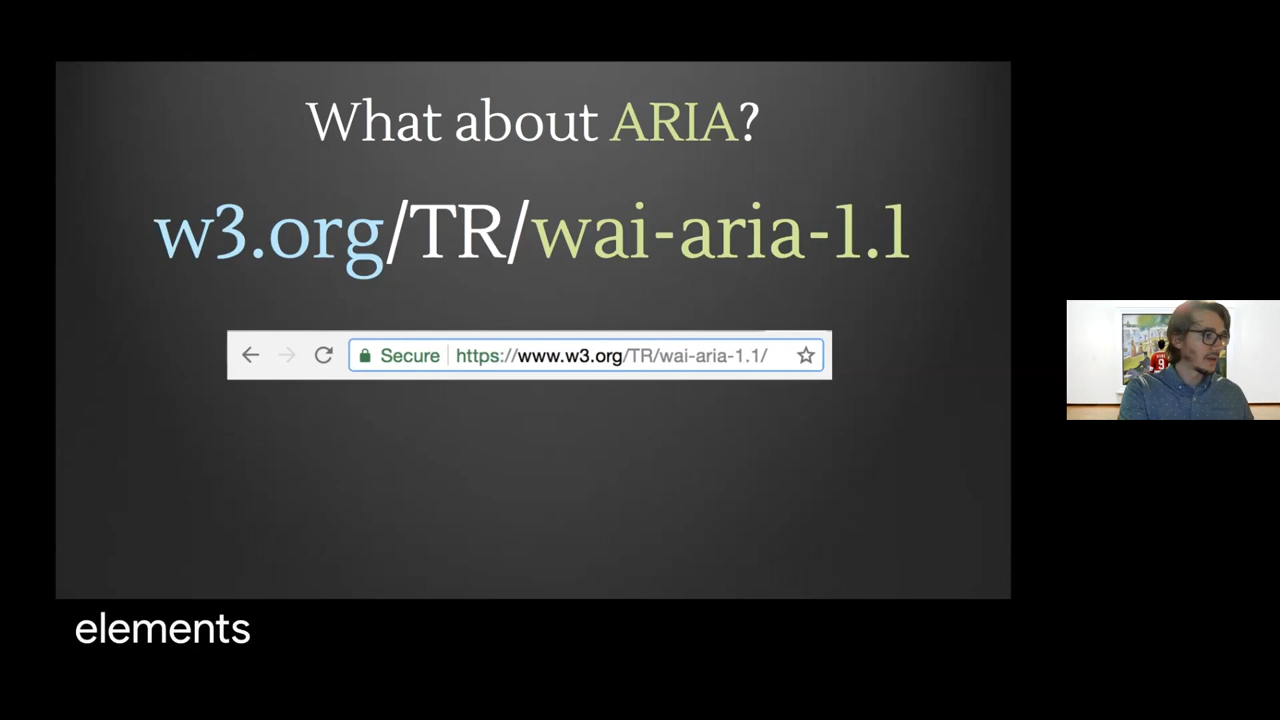 What about ARIA?
w3.org/TR/wai-aria-1.1
Secure https://www.w3.org/TR/wai-aria-1.1/
9
elements